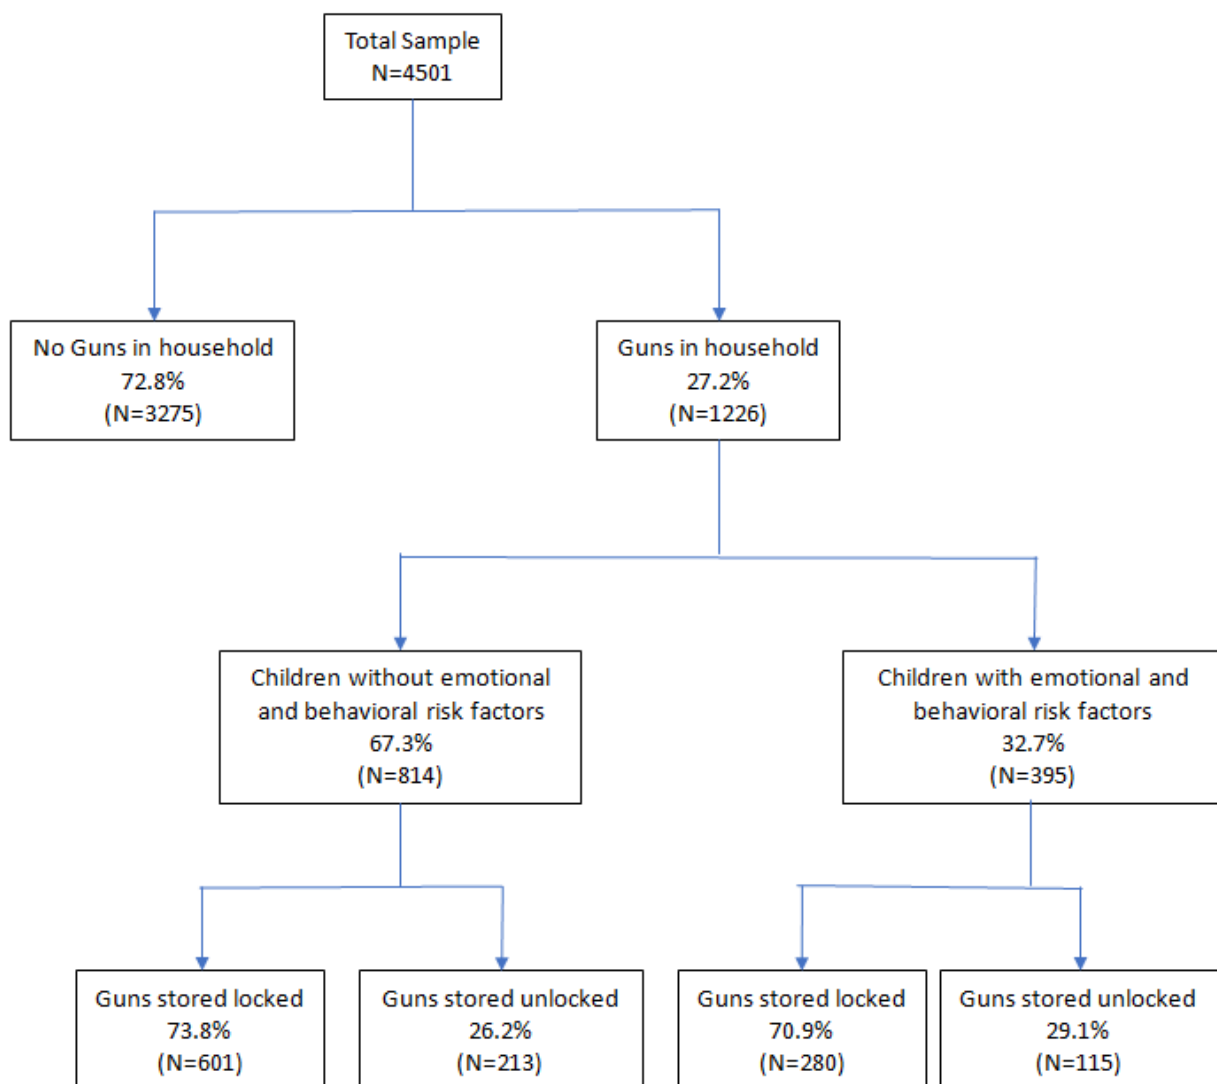 Total Sample
N=4501
No Guns in household
72.8%
(N=3275)
Guns in household
27.2%
(N=1226)
Children without emotional
and behavioral risk factors
67.3%
(N=814)
Children with emotional and
behavioral risk factors
32.7%
(N=395)
Guns stored locked
73.8%
(N=601)
Guns stored unlocked
26.2%
(N=213)
Guns stored locked
70.9%
(N=280)
Guns stored unlocked
29.1%
(N=115)